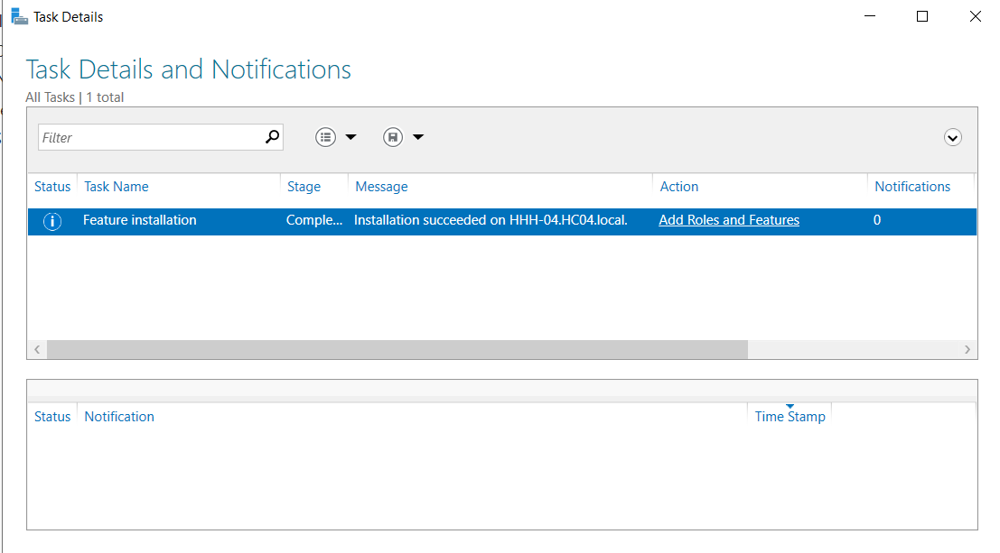 Task Details
Task Details and Notifications
All Tasks | 1 total
Filter
Status Task Name Stage Message Action Notifications
Feature installation Comple... Installation succeeded on HHH-04.HC04.local. Add Roles and Features 0
Status Notification Time Stamp